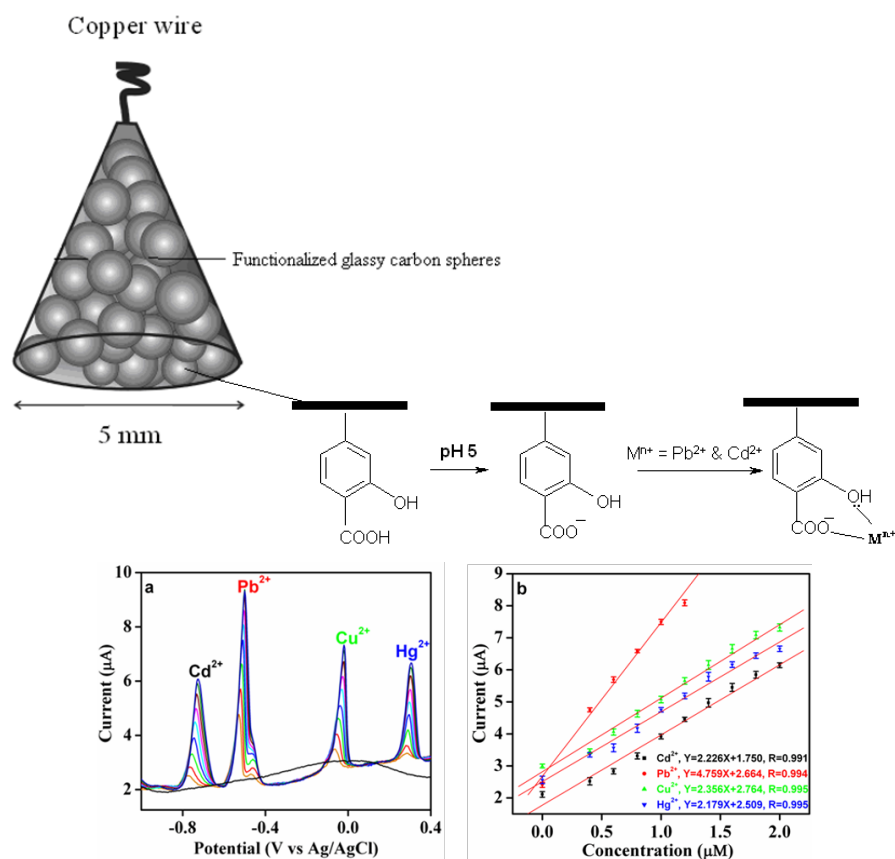 Copper wire
Functionalized glassy carbon spheres
5 mm
pH 5
Mⁿ⁺ = Pb²⁺ & Cd²⁺
OH
COOH
OH
COO⁻
OH
COO⁻
Mⁿ⁺
a
Pb²⁺
Cu²⁺
Hg²⁺
Cd²⁺
10
8
6
4
2
-0.8
-0.4
0.0
0.4
Current (μA)
Potential (V vs Ag/AgCl)
b
9
8
7
6
5
4
3
2
0.0
0.5
1.0
1.5
2.0
Current (μA)
Concentration (μM)
Cd²⁺, Y=2.226X+1.750, R=0.991
Pb²⁺, Y=4.759X+2.664, R=0.994
Cu²⁺, Y=2.356X+2.764, R=0.995
Hg²⁺, Y=2.179X+2.509, R=0.995